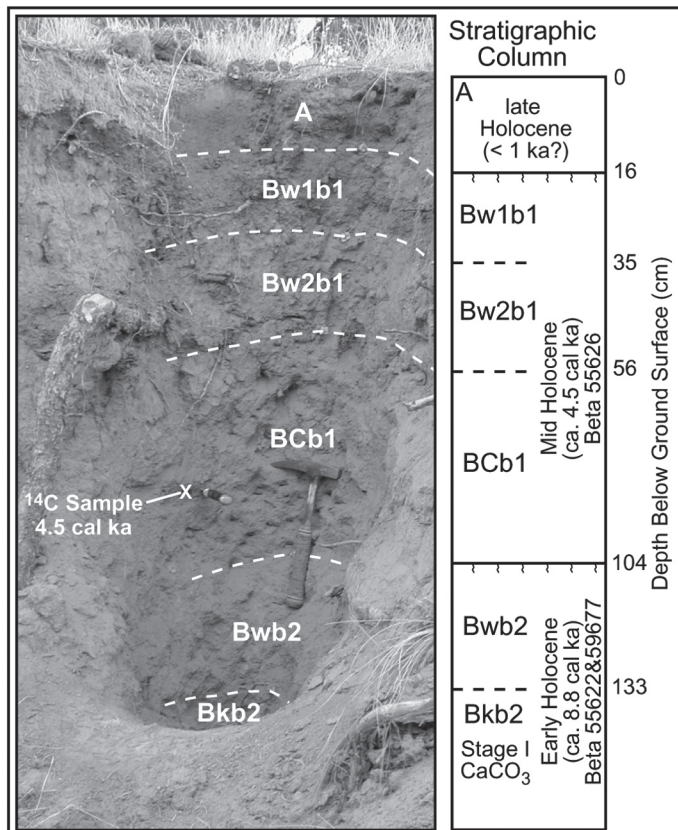 A
Bw1b1
Bw2b1
BCb1
¹⁴C Sample
4.5 cal ka
X
Bwb2
Bkb2
Stratigraphic
Column
A
late
Holocene
(< 1 ka?)
Bw1b1
Bw2b1
BCb1
Mid Holocene
(ca. 4.5 cal ka)
Beta 55626
Bwb2
Bkb2
Stage I
CaCO₃
Early Holocene
(ca. 8.8 cal ka)
Beta 55622&59677
0
16
35
56
104
133
Depth Below Ground Surface (cm)